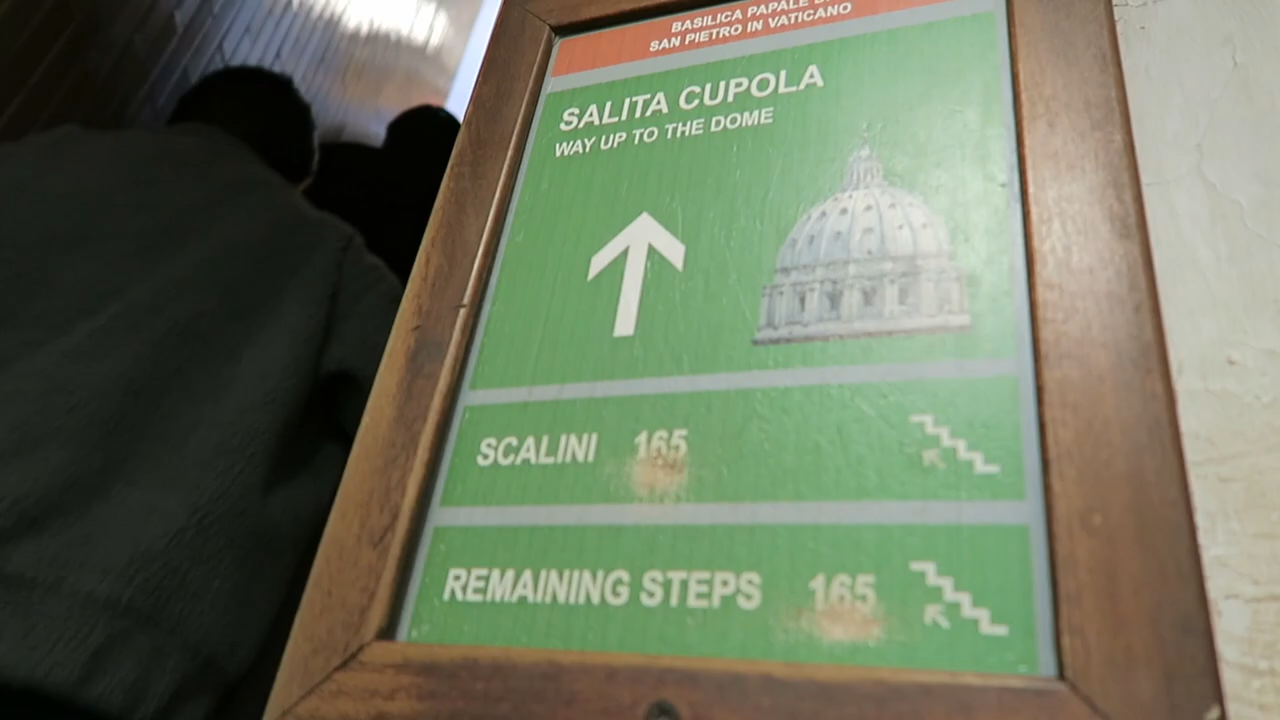 BASILICA PAPALE
SAN PIETRO IN VATICANO
SALITA CUPOLA
WAY UP TO THE DOME
SCALINI 165
REMAINING STEPS 165